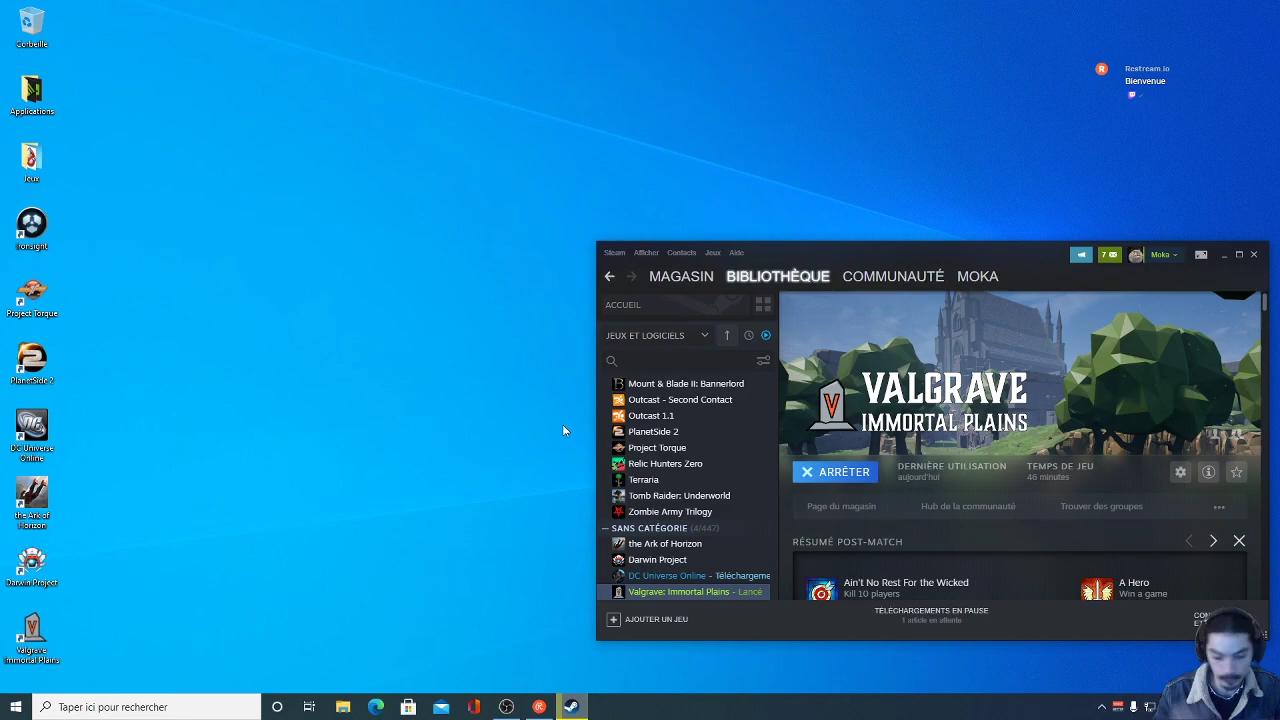 Corbeille
Applications
Jeux
Ironsight
Project Torque
PlanetSide 2
DC Universe
Online
the Ark of
Horizon
Darwin Project
V
Valgrave
Immortal Plains
R
Restream.io
Bienvenue
Steam Afficher Contacts Jeux Aide
7
Moka
MAGASIN BIBLIOTHÈQUE COMMUNAUTÉ MOKA
ACCUEIL
JEUX ET LOGICIELS
Mount & Blade II: Bannerlord
Outcast - Second Contact
Outcast 1.1
PlanetSide 2
Project Torque
Relic Hunters Zero
Terraria
Tomb Raider: Underworld
Zombie Army Trilogy
SANS CATÉGORIE (4/447)
the Ark of Horizon
Darwin Project
DC Universe Online - Téléchargeme
Valgrave: Immortal Plains - Lancé
AJOUTER UN JEU
V
VALGRAVE
IMMORTAL PLAINS
ARRÊTER
DERNIÈRE UTILISATION
aujourd'hui
TEMPS DE JEU
46 minutes
Page du magasin Hub de la communauté Trouver des groupes
RÉSUMÉ POST-MATCH
Ain't No Rest For the Wicked
Kill 10 players
A Hero
Win a game
TÉLÉCHARGEMENTS EN PAUSE
1 article en attente
Taper ici pour rechercher